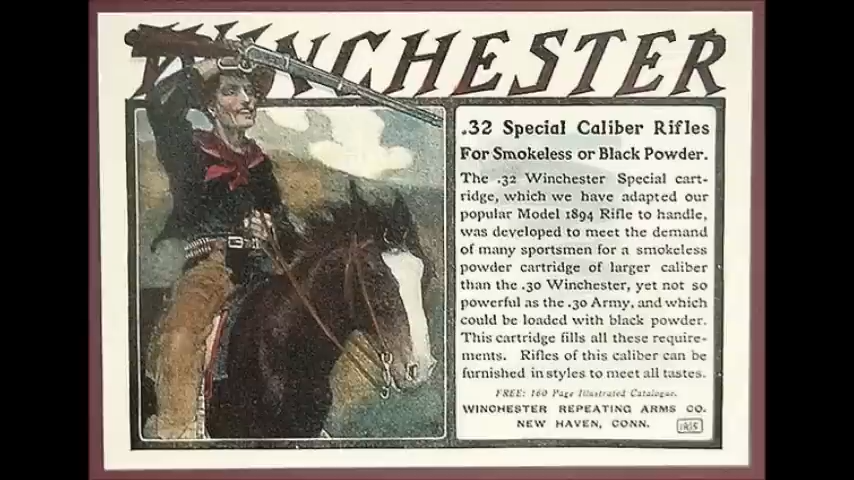 WINCHESTER
.32 Special Caliber Rifles
For Smokeless or Black Powder.
The .32 Winchester Special cart-
ridge, which we have adapted our
popular Model 1894 Rifle to handle,
was developed to meet the demand
of many sportsmen for a smokeless
powder cartridge of larger caliber
than the .30 Winchester, yet not so
powerful as the .30 Army, and which
could be loaded with black powder.
This cartridge fills all these require-
ments. Rifles of this caliber can be
furnished in styles to meet all tastes.
FREE: 160 Page Illustrated Catalogue.
WINCHESTER REPEATING ARMS CO.
NEW HAVEN, CONN.